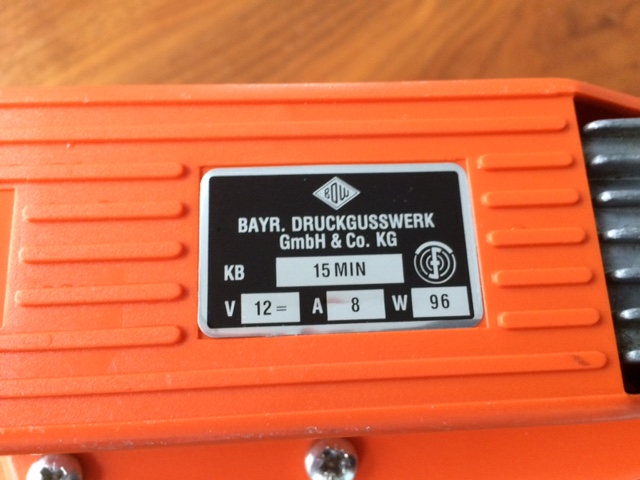 BDW
BAYR. DRUCKGUSSWERK
GmbH & Co. KG
KB 15 MIN
V 12= A 8 W 96